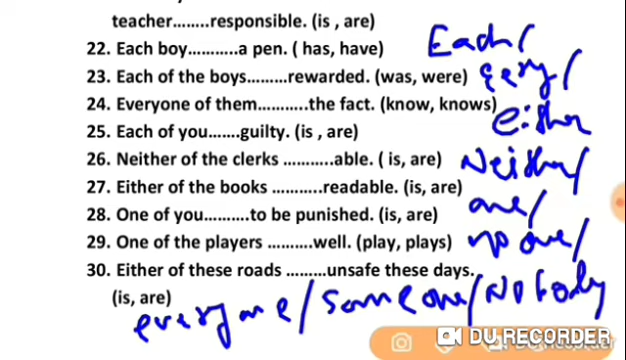 teacher........responsible. (is , are)
22. Each boy...........a pen. ( has, have)
23. Each of the boys.........rewarded. (was, were)
24. Everyone of them...........the fact. (know, knows)
25. Each of you.......guilty. (is , are)
26. Neither of the clerks ...........able. ( is, are)
27. Either of the books ...........readable. (is, are)
28. One of you..........to be punished. (is, are)
29. One of the players ..........well. (play, plays)
30. Either of these roads .........unsafe these days.
(is, are)
Each/
/
either
Neither/
one/
no one/
everyone/someone/Nobody
DU RECORDER
DU RECORDER